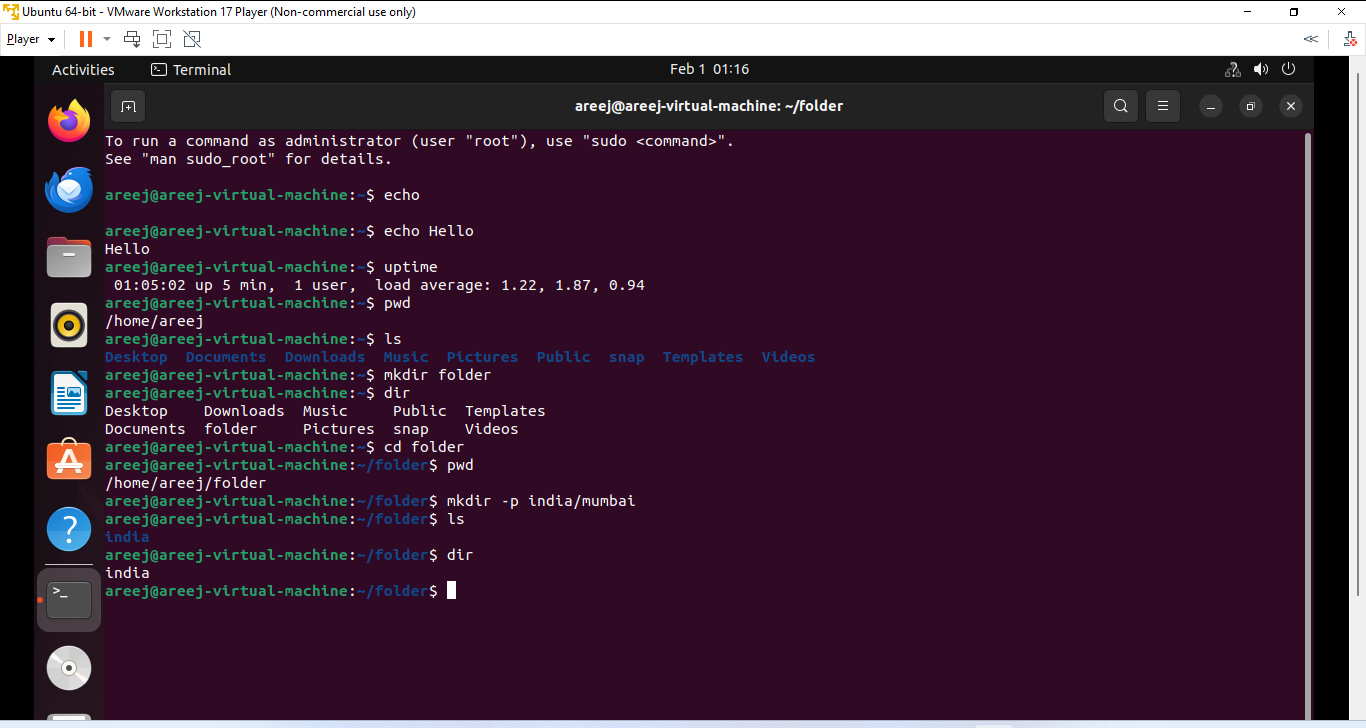 Ubuntu 64-bit - VMware Workstation 17 Player (Non-commercial use only)
Player
Activities Terminal Feb 1 01:16
areej@areej-virtual-machine: ~/folder
To run a command as administrator (user "root"), use "sudo <command>".
See "man sudo_root" for details.
areej@areej-virtual-machine:~$ echo
areej@areej-virtual-machine:~$ echo Hello
Hello
areej@areej-virtual-machine:~$ uptime
 01:05:02 up 5 min,  1 user,  load average: 1.22, 1.87, 0.94
areej@areej-virtual-machine:~$ pwd
/home/areej
areej@areej-virtual-machine:~$ ls
Desktop  Documents  Downloads  Music  Pictures  Public  snap  Templates  Videos
areej@areej-virtual-machine:~$ mkdir folder
areej@areej-virtual-machine:~$ dir
Desktop    Downloads  Music     Public  Templates
Documents  folder     Pictures  snap    Videos
areej@areej-virtual-machine:~$ cd folder
areej@areej-virtual-machine:~/folder$ pwd
/home/areej/folder
areej@areej-virtual-machine:~/folder$ mkdir -p india/mumbai
areej@areej-virtual-machine:~/folder$ ls
india
areej@areej-virtual-machine:~/folder$ dir
india
areej@areej-virtual-machine:~/folder$